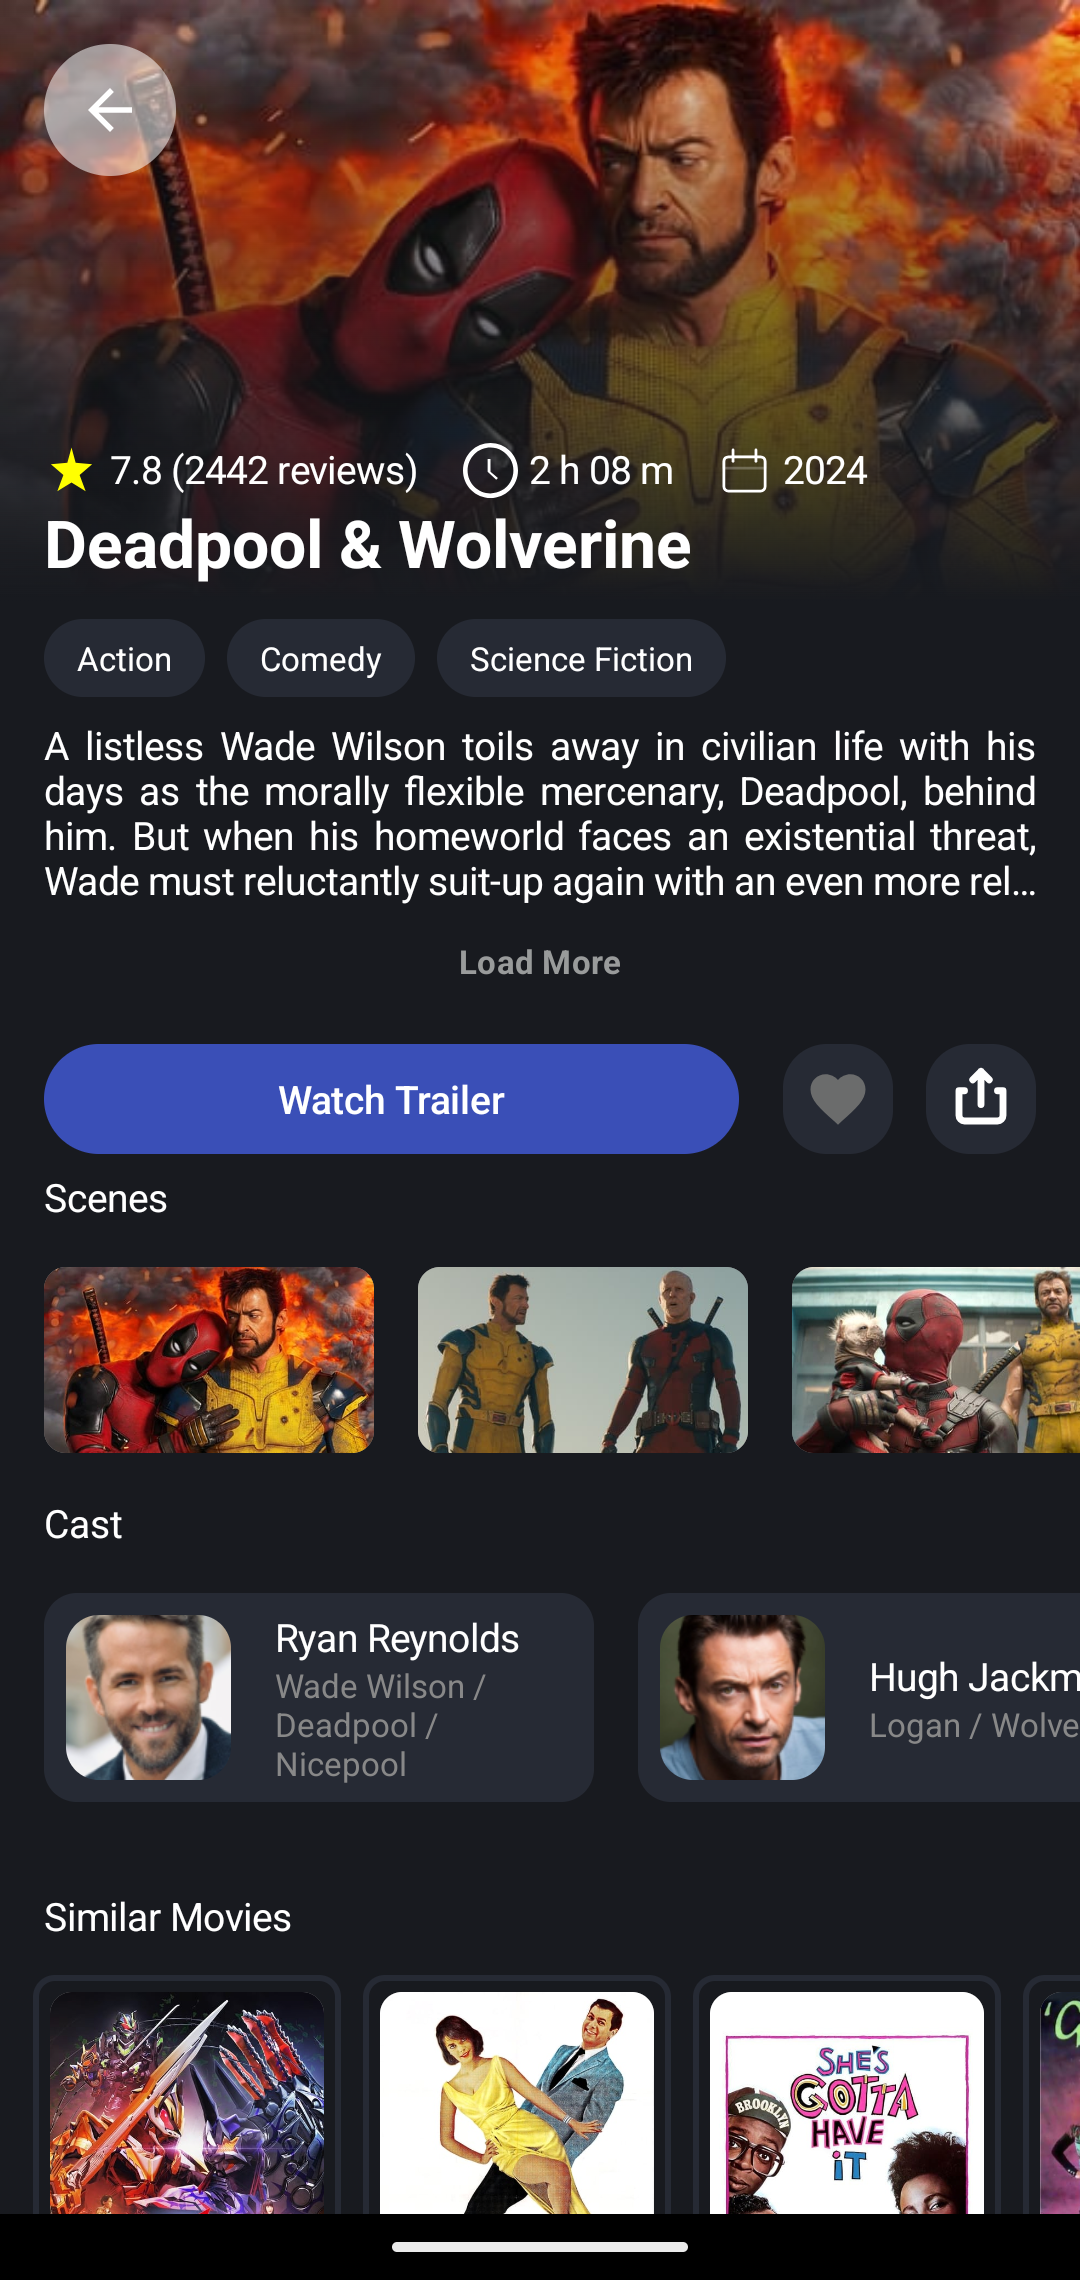 7.8 (2442 reviews) 2 h 08 m 2024
Deadpool & Wolverine
Action Comedy Science Fiction
A listless Wade Wilson toils away in civilian life with his
days as the morally flexible mercenary, Deadpool, behind
him. But when his homeworld faces an existential threat,
Wade must reluctantly suit-up again with an even more rel...
Load More
Watch Trailer
Scenes
Cast
Ryan Reynolds
Wade Wilson /
Deadpool /
Nicepool
Hugh Jackm
Logan / Wolve
Similar Movies
SHE'S
GOTTA
HAVE
iT
BROOKLYN
'G